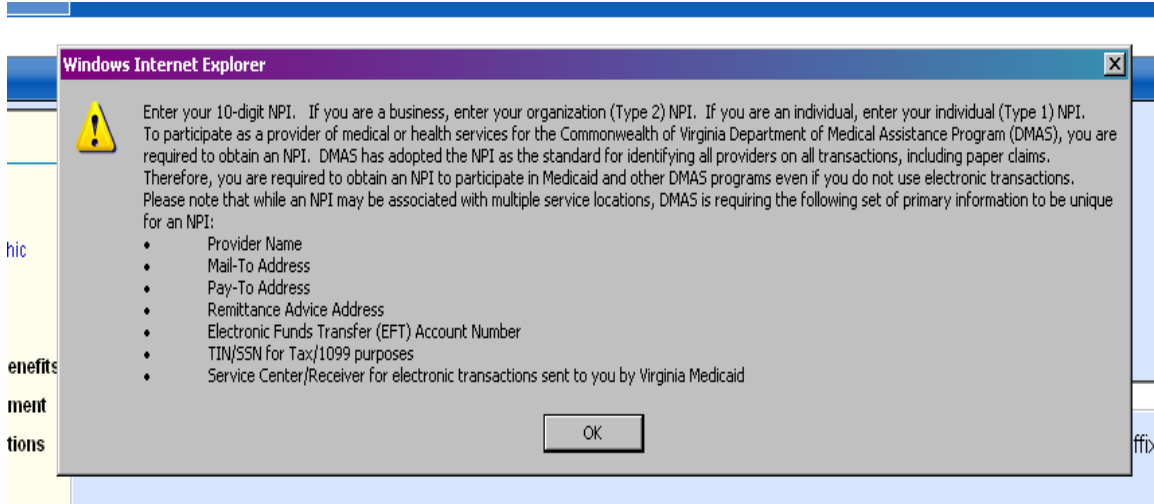 Windows Internet Explorer
Enter your 10-digit NPI. If you are a business, enter your organization (Type 2) NPI. If you are an individual, enter your individual (Type 1) NPI.
To participate as a provider of medical or health services for the Commonwealth of Virginia Department of Medical Assistance Program (DMAS), you are
required to obtain an NPI. DMAS has adopted the NPI as the standard for identifying all providers on all transactions, including paper claims.
Therefore, you are required to obtain an NPI to participate in Medicaid and other DMAS programs even if you do not use electronic transactions.
Please note that while an NPI may be associated with multiple service locations, DMAS is requiring the following set of primary information to be unique
for an NPI:
• Provider Name
• Mail-To Address
• Pay-To Address
• Remittance Advice Address
• Electronic Funds Transfer (EFT) Account Number
• TIN/SSN for Tax/1099 purposes
• Service Center/Receiver for electronic transactions sent to you by Virginia Medicaid
OK
hic
enefits
ment
tions
ffix